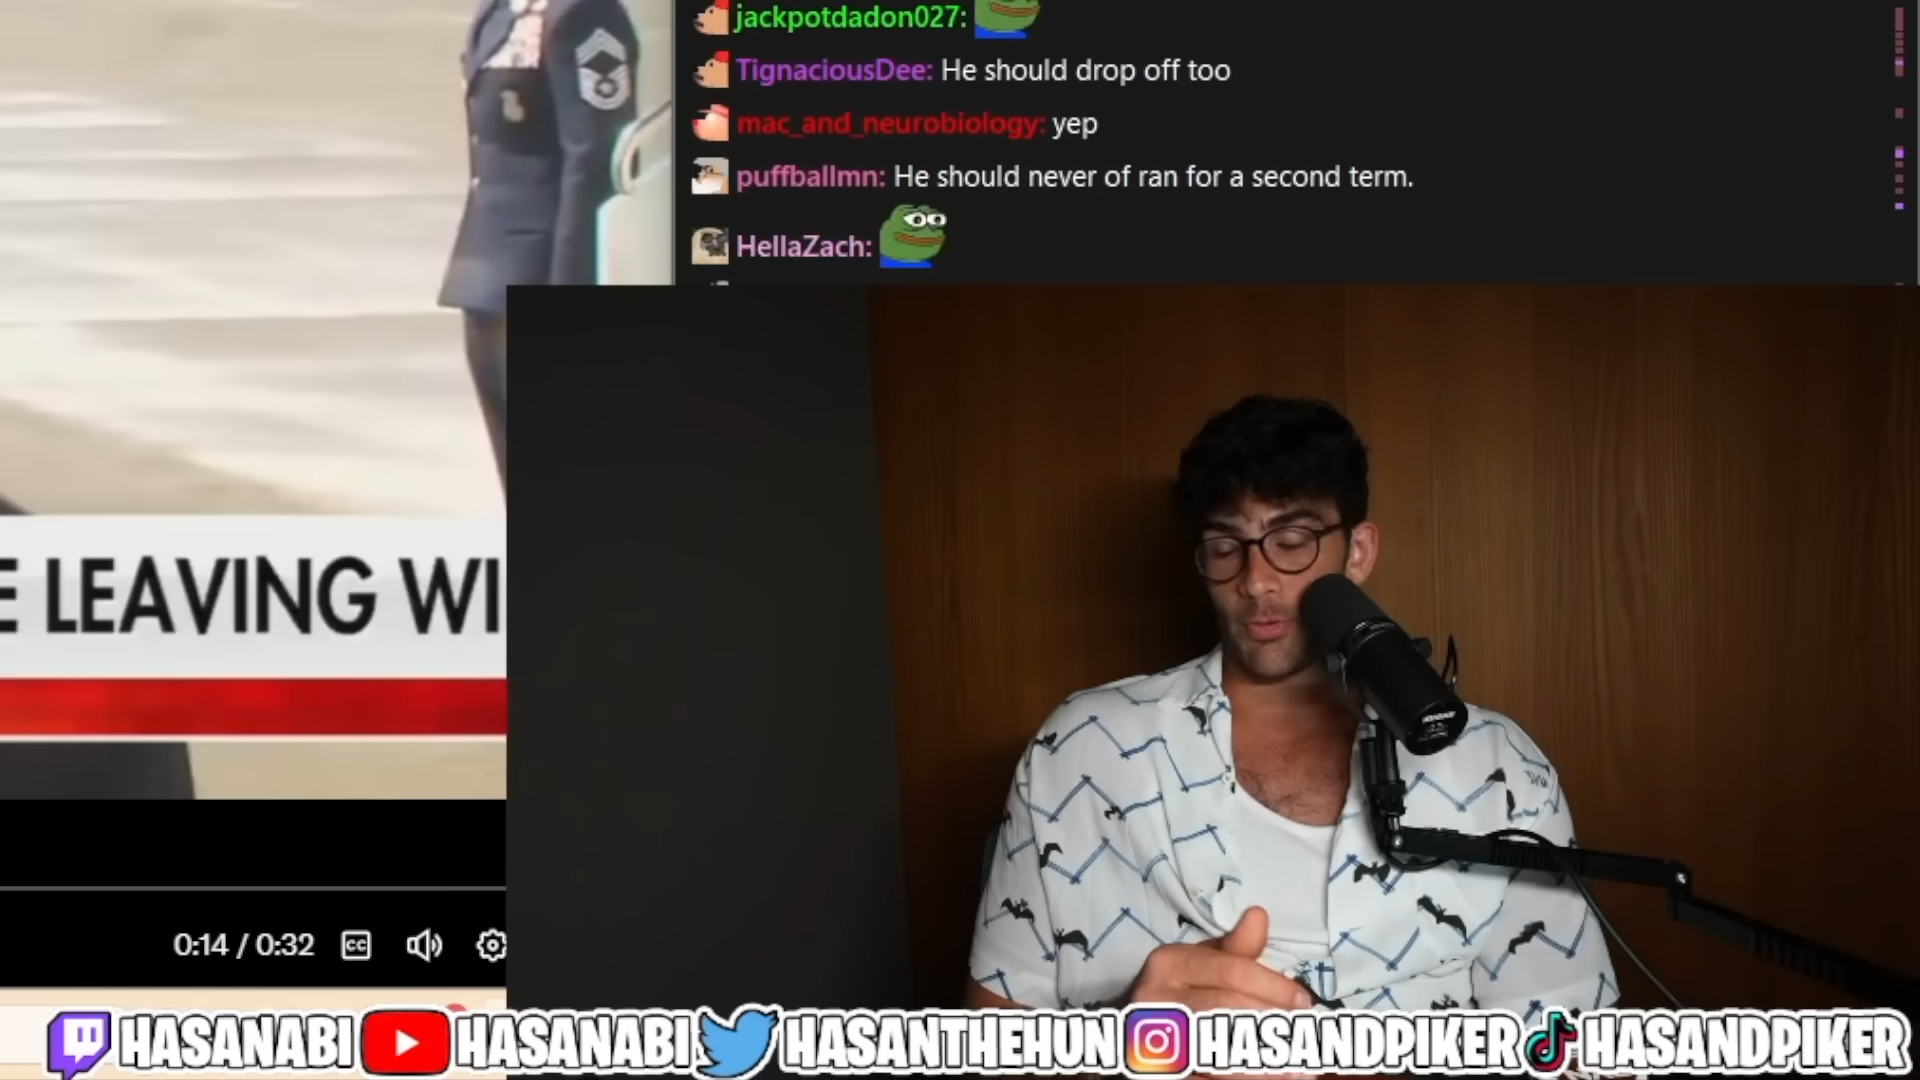 jackpotdadon027:
TignaciousDee: He should drop off too
mac_and_neurobiology: yep
puffballmn: He should never of ran for a second term.
HellaZach:
E LEAVING WI
0:14 / 0:32 CC
HASANABI HASANABI HASANTHEHUN HASANDPIKER HASANDPIKER